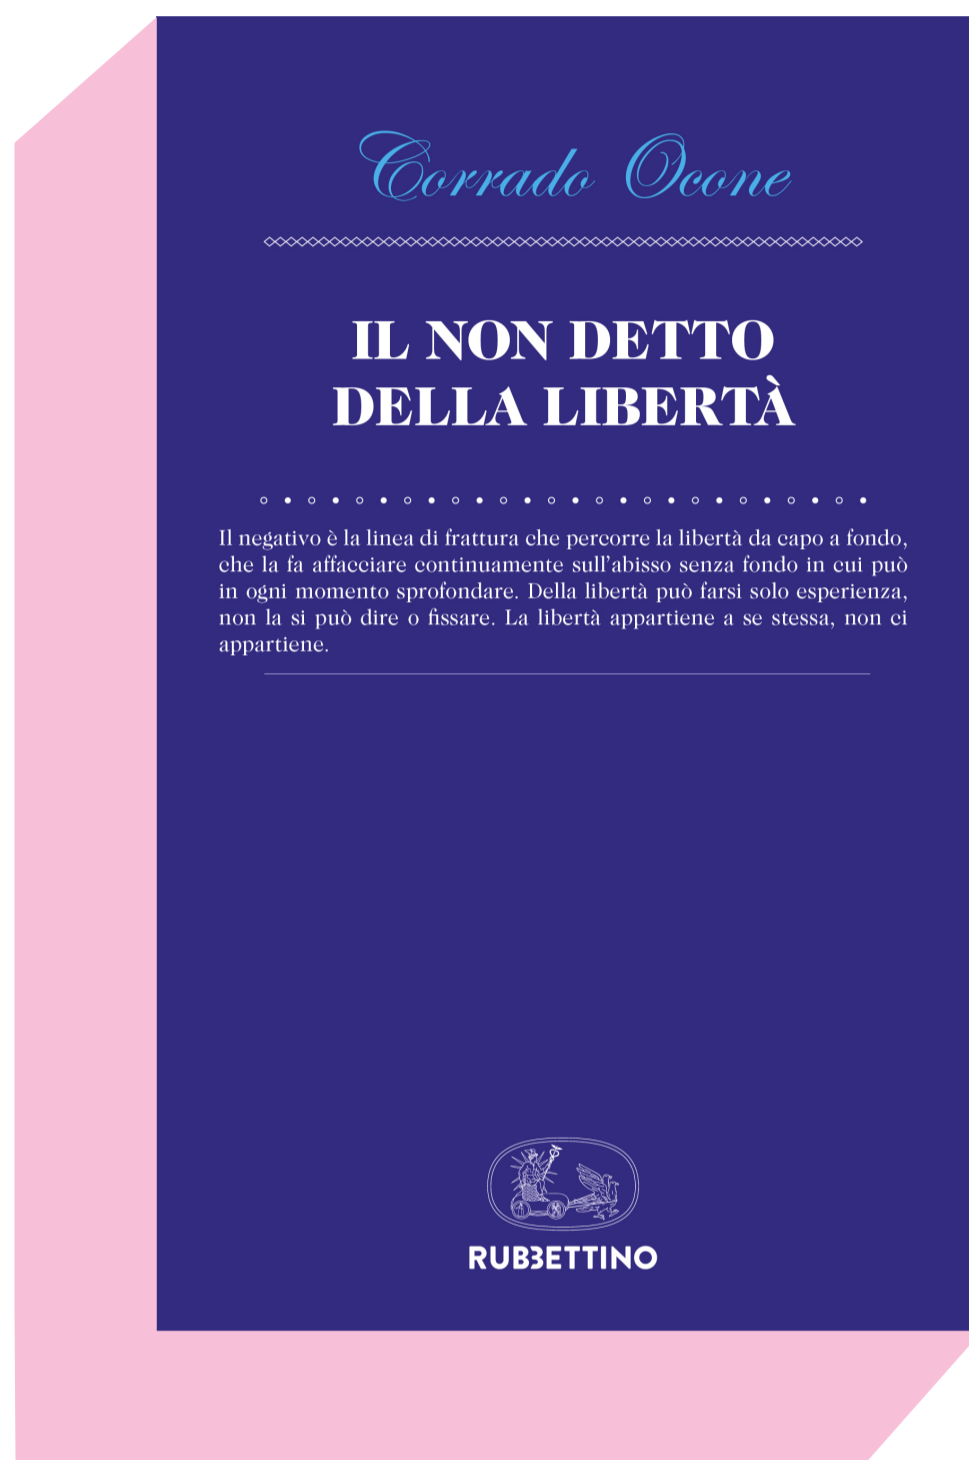 Corrado Ocone
IL NON DETTO
DELLA LIBERTÀ
Il negativo è la linea di frattura che percorre la libertà da capo a fondo,
che la fa affacciare continuamente sull’abisso senza fondo in cui può
in ogni momento sprofondare. Della libertà può farsi solo esperienza,
non la si può dire o fissare. La libertà appartiene a se stessa, non ci
appartiene.
RUBBETTINO